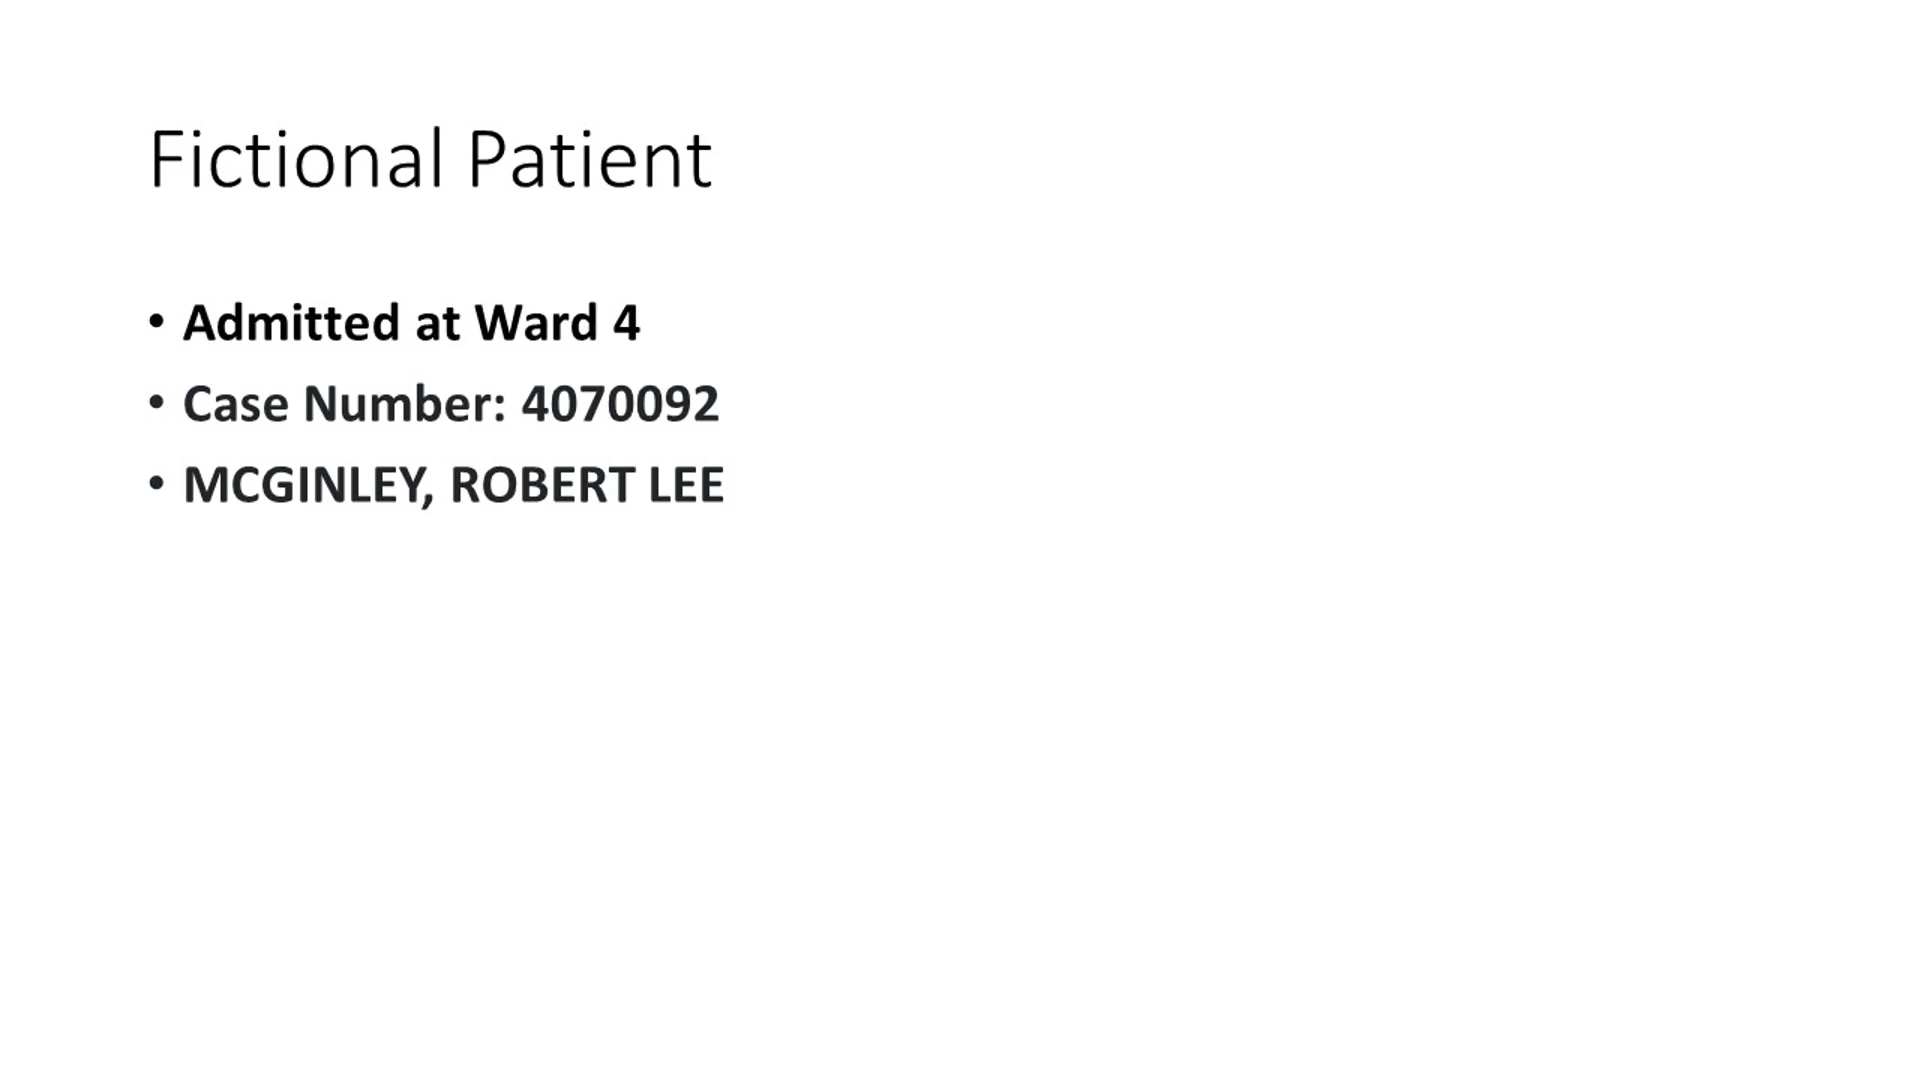 Fictional Patient
• Admitted at Ward 4
• Case Number: 4070092
• MCGINLEY, ROBERT LEE